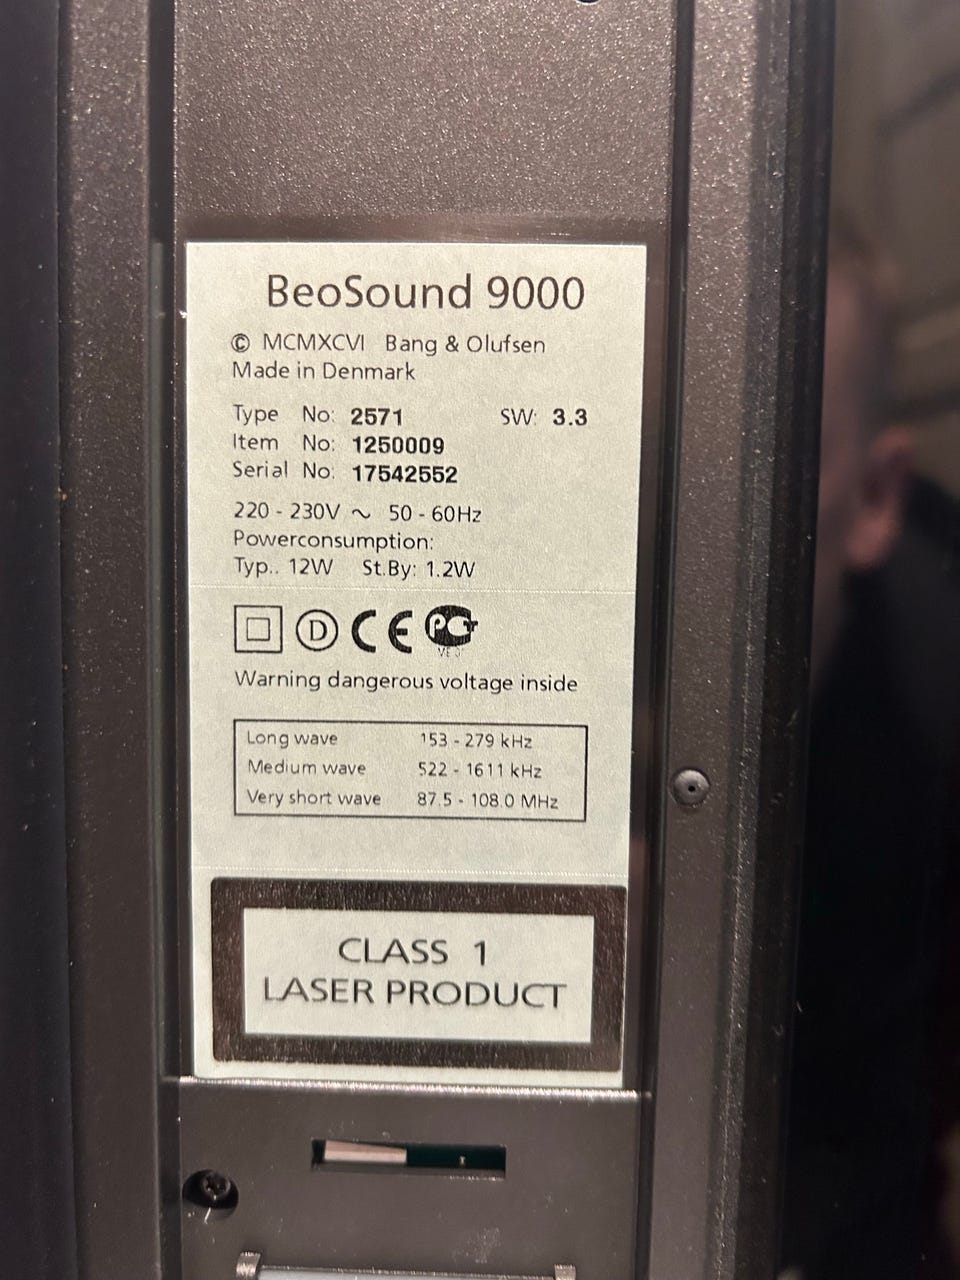 BeoSound 9000
© MCMXCVI Bang & Olufsen
Made in Denmark
Type No: 2571 SW: 3.3
Item No: 1250009
Serial No: 17542552
220 - 230V ~ 50 - 60Hz
Powerconsumption:
Typ.. 12W St.By: 1.2W
D CE PCT
Warning dangerous voltage inside
Long wave 153 - 279 kHz
Medium wave 522 - 1611 kHz
Very short wave 87.5 - 108.0 MHz
CLASS 1
LASER PRODUCT